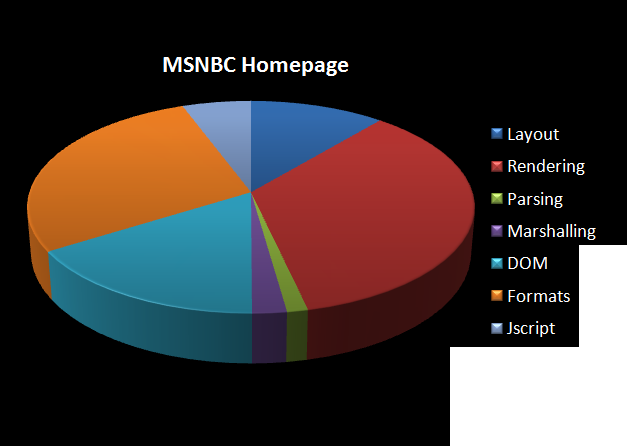 MSNBC Homepage
Layout
Rendering
Parsing
Marshalling
DOM
Formats
Jscript